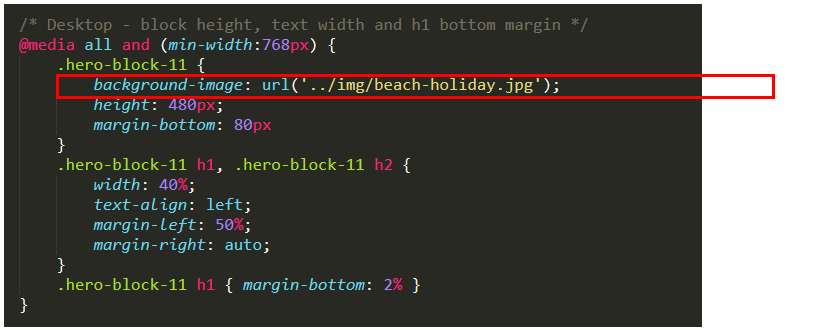 /* Desktop - block height, text width and h1 bottom margin */
@media all and (min-width:768px) {
.hero-block-11 {
background-image: url('../img/beach-holiday.jpg');
height: 480px;
margin-bottom: 80px
}
.hero-block-11 h1, .hero-block-11 h2 {
width: 40%;
text-align: left;
margin-left: 50%;
margin-right: auto;
}
.hero-block-11 h1 { margin-bottom: 2% }
}